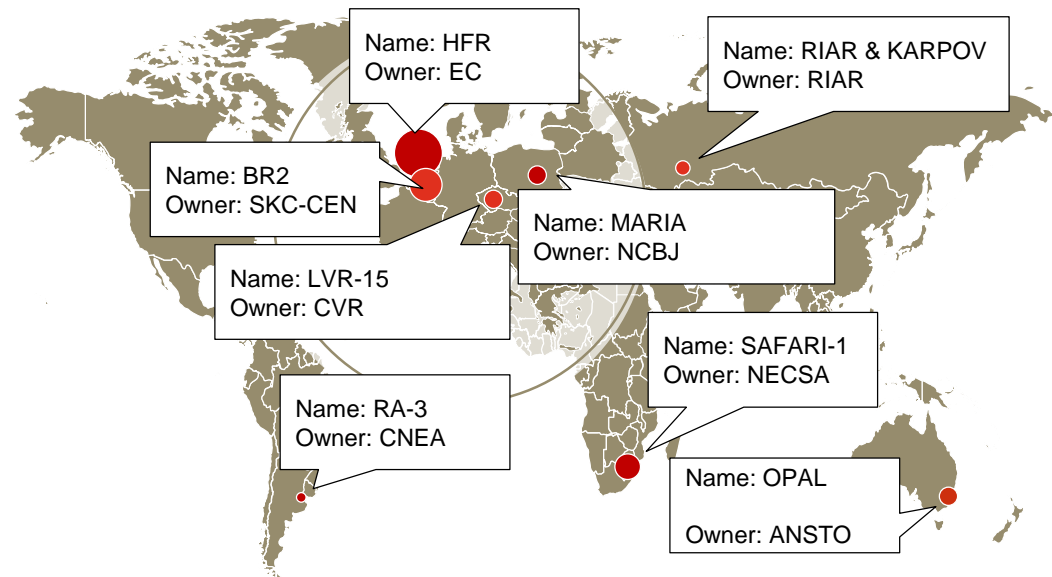 Name: HFR
Owner: EC
Name: RIAR & KARPOV
Owner: RIAR
Name: BR2
Owner: SKC-CEN
Name: MARIA
Owner: NCBJ
Name: LVR-15
Owner: CVR
Name: SAFARI-1
Owner: NECSA
Name: RA-3
Owner: CNEA
Name: OPAL
Owner: ANSTO